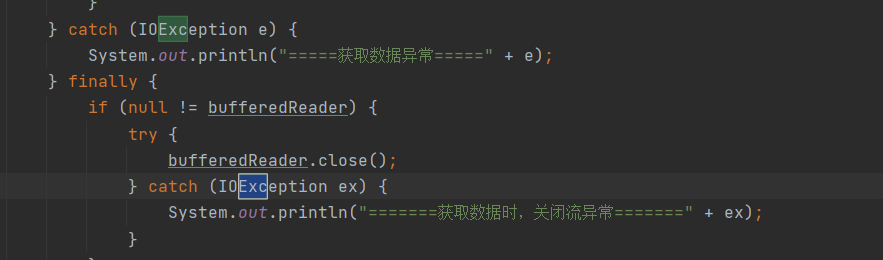 }
} catch (IOException e) {
System.out.println("=====获取数据异常=====" + e);
} finally {
if (null != bufferedReader) {
try {
bufferedReader.close();
} catch (IOException ex) {
System.out.println("=======获取数据时，关闭流异常=======" + ex);
}
}